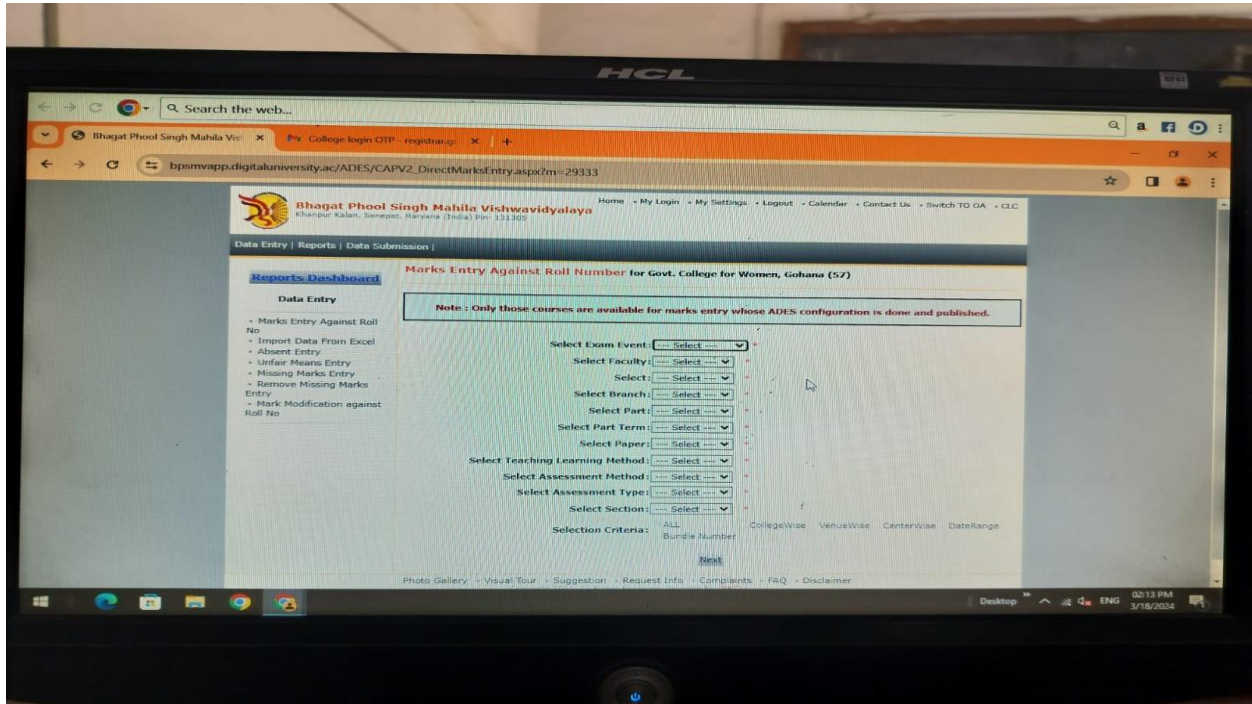 HCL
Search the web...
Bhagat Phool Singh Mahila Vis
College login OTP - registrar.gc
bpsmvapp.digitaluniversity.ac/ADES/CAPV2_DirectMarksEntry.aspx?m=29333
Bhagat Phool Singh Mahila Vishwavidyalaya
Khanpur Kalan, Sonepat, Haryana (India) Pin- 131305
Home - My Login - My Settings - Logout - Calendar - Contact Us - Switch TO OA - CLC
Data Entry | Reports | Data Submission |
Reports Dashboard
Data Entry
- Marks Entry Against Roll
No
- Import Data From Excel
- Absent Entry
- Unfair Means Entry
- Missing Marks Entry
- Remove Missing Marks
Entry
- Mark Modification against
Roll No
Marks Entry Against Roll Number for Govt. College for Women, Gohana (57)
Note : Only those courses are available for marks entry whose ADES configuration is done and published.
Select Exam Event: --- Select --- *
Select Faculty: --- Select --- *
Select: --- Select --- *
Select Branch: --- Select --- *
Select Part: --- Select --- *
Select Part Term: --- Select --- *
Select Paper: --- Select --- *
Select Teaching Learning Method: --- Select --- *
Select Assessment Method: --- Select --- *
Select Assessment Type: --- Select --- *
Select Section: --- Select --- *
Selection Criteria: ALL CollegeWise VenueWise CenterWise DateRange
Bundle Number
Next
Photo Gallery - Visual Tour - Suggestion - Request Info - Complaints - FAQ - Disclaimer
Desktop ENG 02:13 PM
3/18/2024